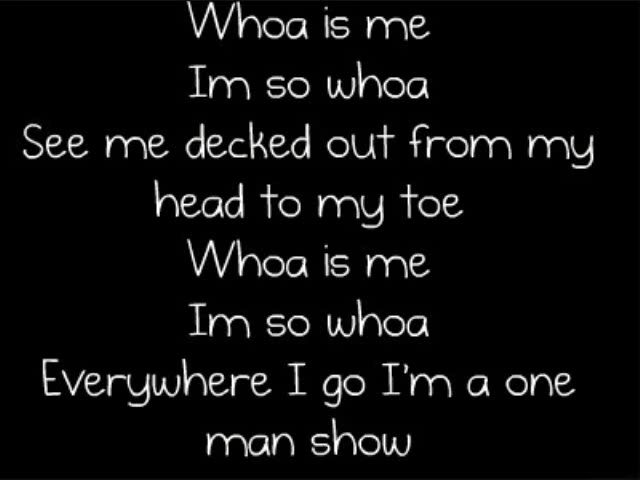 Whoa is me
Im so whoa
See me decked out from my
head to my toe
Whoa is me
Im so whoa
Everywhere I go I'm a one
man show